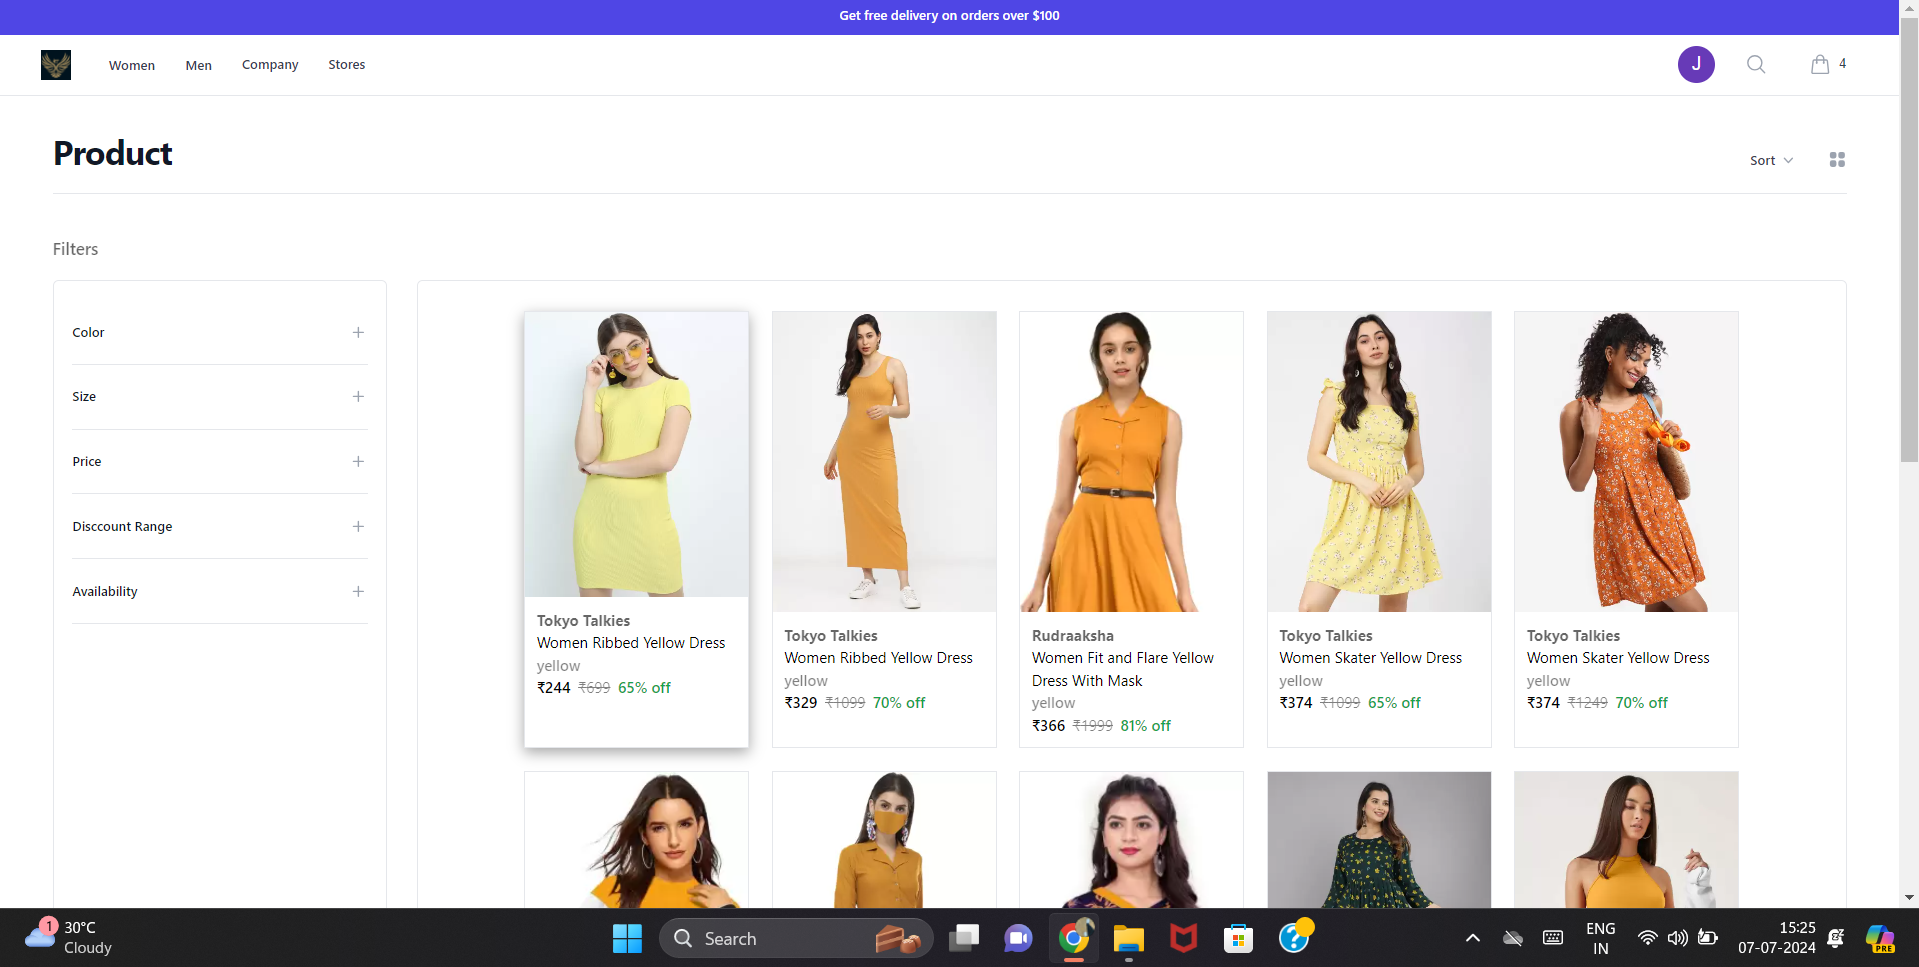 Get free delivery on orders over $100
Women Men Company Stores
J
4
Product
Sort
Filters
Color
Size
Price
Disccount Range
Availability
Tokyo Talkies
Women Ribbed Yellow Dress
yellow
₹244 ₹699 65% off
Tokyo Talkies
Women Ribbed Yellow Dress
yellow
₹329 ₹1099 70% off
Rudraaksha
Women Fit and Flare Yellow
Dress With Mask
yellow
₹366 ₹1999 81% off
Tokyo Talkies
Women Skater Yellow Dress
yellow
₹374 ₹1099 65% off
Tokyo Talkies
Women Skater Yellow Dress
yellow
₹374 ₹1249 70% off
1
30°C
Cloudy
Search
ENG
IN
15:25
07-07-2024
PRE